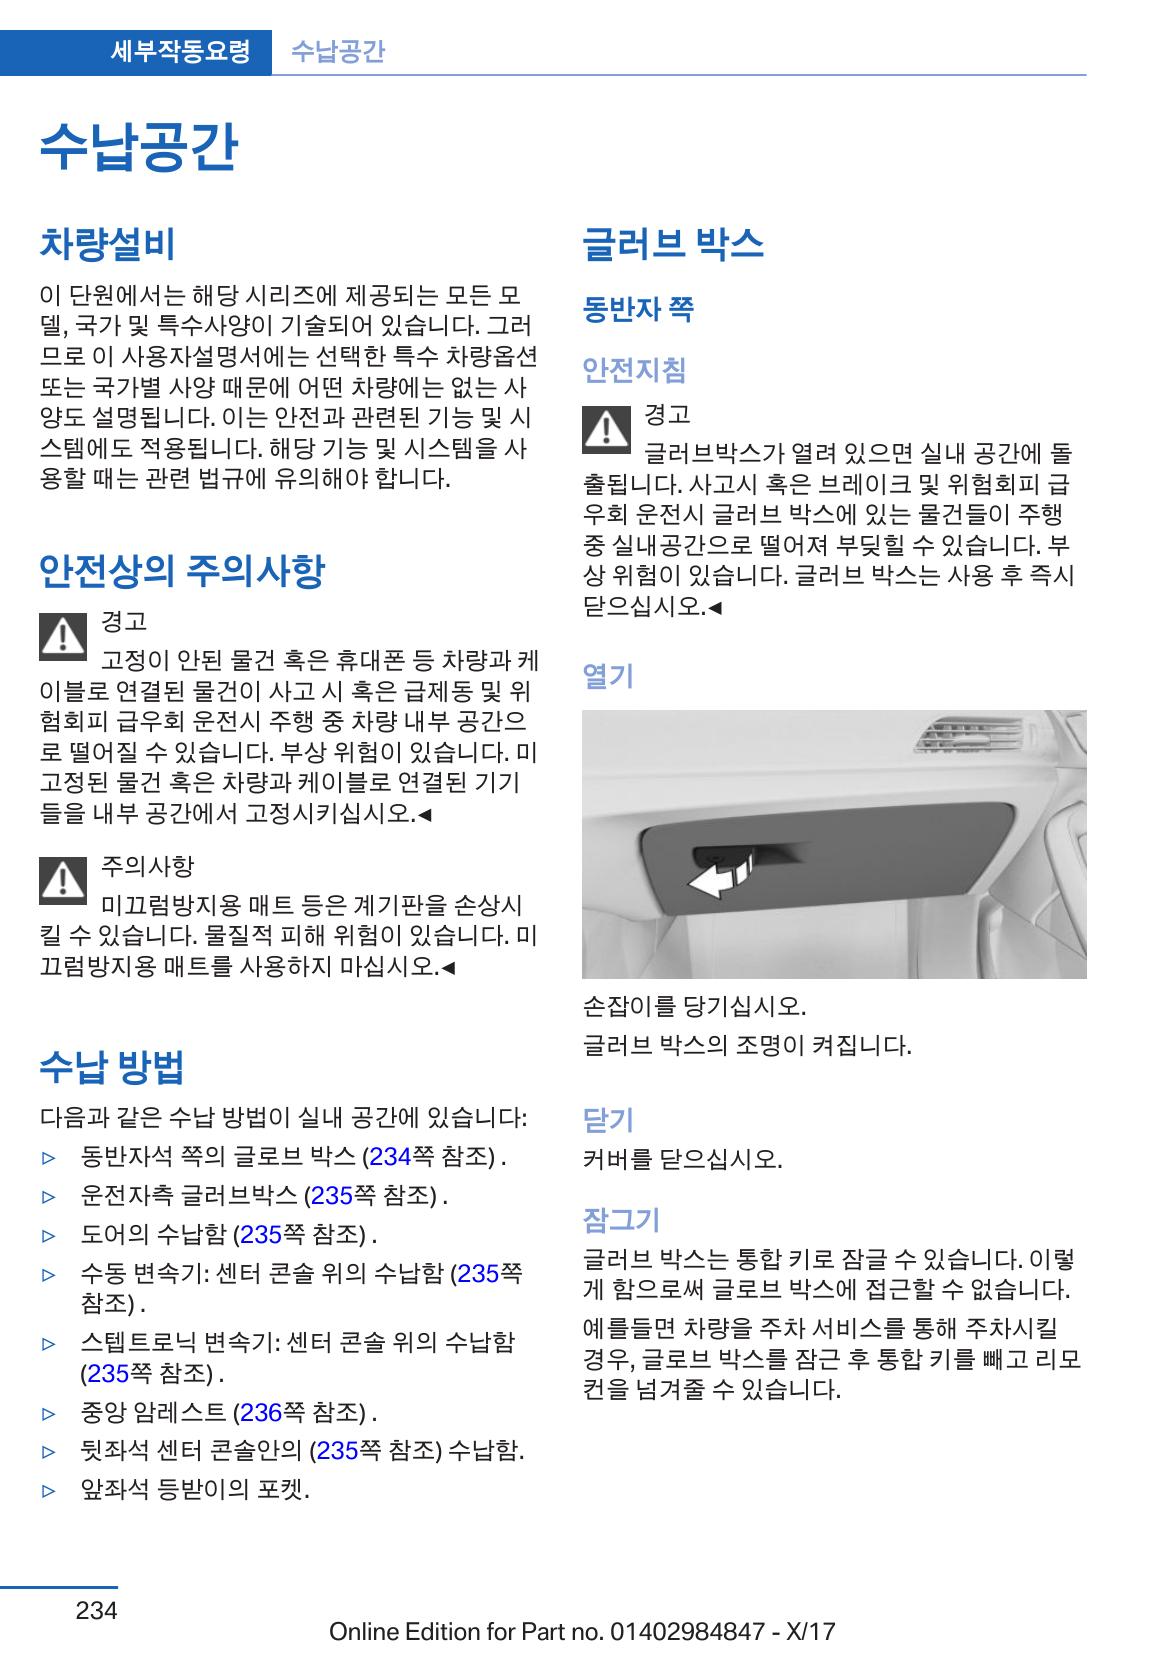 세부작동요령 수납공간
수납공간
차량설비
이 단원에서는 해당 시리즈에 제공되는 모든 모
델, 국가 및 특수사양이 기술되어 있습니다. 그러
므로 이 사용자설명서에는 선택한 특수 차량옵션
또는 국가별 사양 때문에 어떤 차량에는 없는 사
양도 설명됩니다. 이는 안전과 관련된 기능 및 시
스템에도 적용됩니다. 해당 기능 및 시스템을 사
용할 때는 관련 법규에 유의해야 합니다.
안전상의 주의사항
경고
고정이 안된 물건 혹은 휴대폰 등 차량과 케
이블로 연결된 물건이 사고 시 혹은 급제동 및 위
험회피 급우회 운전시 주행 중 차량 내부 공간으
로 떨어질 수 있습니다. 부상 위험이 있습니다. 미
고정된 물건 혹은 차량과 케이블로 연결된 기기
들을 내부 공간에서 고정시키십시오.◄
주의사항
미끄럼방지용 매트 등은 계기판을 손상시
킬 수 있습니다. 물질적 피해 위험이 있습니다. 미
끄럼방지용 매트를 사용하지 마십시오.◄
수납 방법
다음과 같은 수납 방법이 실내 공간에 있습니다:
▷ 동반자석 쪽의 글로브 박스 (234쪽 참조) .
▷ 운전자측 글러브박스 (235쪽 참조) .
▷ 도어의 수납함 (235쪽 참조) .
▷ 수동 변속기: 센터 콘솔 위의 수납함 (235쪽
참조) .
▷ 스텝트로닉 변속기: 센터 콘솔 위의 수납함
(235쪽 참조) .
▷ 중앙 암레스트 (236쪽 참조) .
▷ 뒷좌석 센터 콘솔안의 (235쪽 참조) 수납함.
▷ 앞좌석 등받이의 포켓.
글러브 박스
동반자 쪽
안전지침
경고
글러브박스가 열려 있으면 실내 공간에 돌
출됩니다. 사고시 혹은 브레이크 및 위험회피 급
우회 운전시 글러브 박스에 있는 물건들이 주행
중 실내공간으로 떨어져 부딪힐 수 있습니다. 부
상 위험이 있습니다. 글러브 박스는 사용 후 즉시
닫으십시오.◄
열기
손잡이를 당기십시오.
글러브 박스의 조명이 켜집니다.
닫기
커버를 닫으십시오.
잠그기
글러브 박스는 통합 키로 잠글 수 있습니다. 이렇
게 함으로써 글로브 박스에 접근할 수 없습니다.
예를들면 차량을 주차 서비스를 통해 주차시킬
경우, 글로브 박스를 잠근 후 통합 키를 빼고 리모
컨을 넘겨줄 수 있습니다.
234
Online Edition for Part no. 01402984847 - X/17